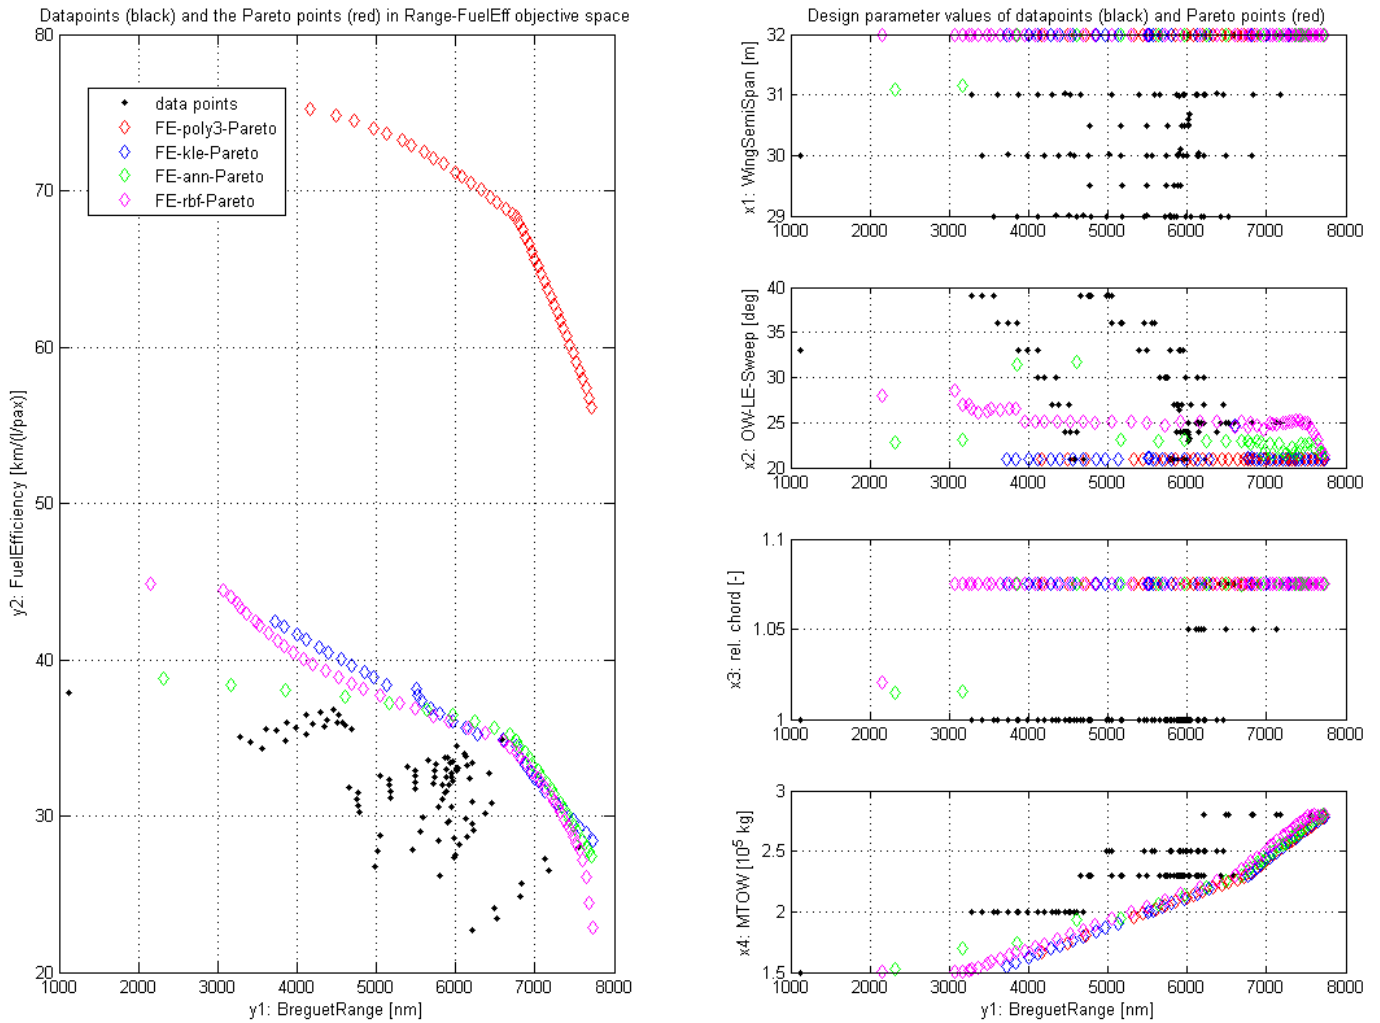 Datapoints (black) and the Pareto points (red) in Range-FuelEff objective space
80
70
60
50
40
30
20
1000 2000 3000 4000 5000 6000 7000 8000
y1: BreguetRange [nm]
y2: FuelEfficiency [km/(l/pax)]
data points
FE-poly3-Pareto
FE-kle-Pareto
FE-ann-Pareto
FE-rbf-Pareto
Design parameter values of datapoints (black) and Pareto points (red)
x1: WingSemiSpan [m]
32
31
30
29
1000 2000 3000 4000 5000 6000 7000 8000
x2: OW-LE-Sweep [deg]
40
35
30
25
20
1000 2000 3000 4000 5000 6000 7000 8000
x3: rel. chord [-]
1.1
1.05
1
1000 2000 3000 4000 5000 6000 7000 8000
x4: MTOW [10^5 kg]
3
2.5
2
1.5
1000 2000 3000 4000 5000 6000 7000 8000
y1: BreguetRange [nm]